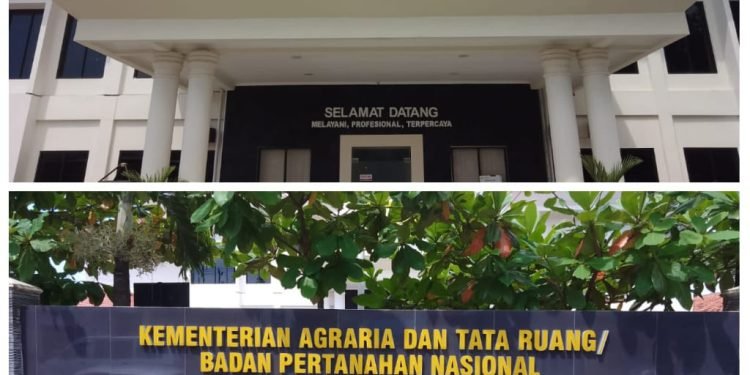 SELAMAT DATANG
MELAYANI, PROFESIONAL, TERPERCAYA
KEMENTERIAN AGRARIA DAN TATA RUANG/
BADAN PERTANAHAN NASIONAL